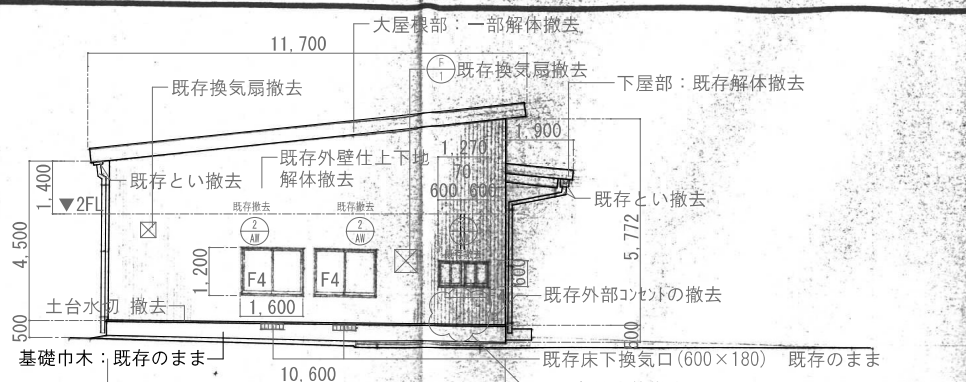 大屋根部：一部解体撤去
11,700
F
1
既存換気扇撤去
既存換気扇撤去
下屋部：既存解体撤去
1,900
1,270
既存外壁仕上下地
解体撤去
70
既存とい撤去
1,400
600 600
既存とい撤去
▼2FL
既存撤去
既存撤去
2
AW
2
AW
4,500
5,772
1,200
F4
F4
600
1,600
既存外部コンセントの撤去
土台水切 撤去
500
基礎巾木：既存のまま
既存床下換気口(600×180) 既存のまま
10,600